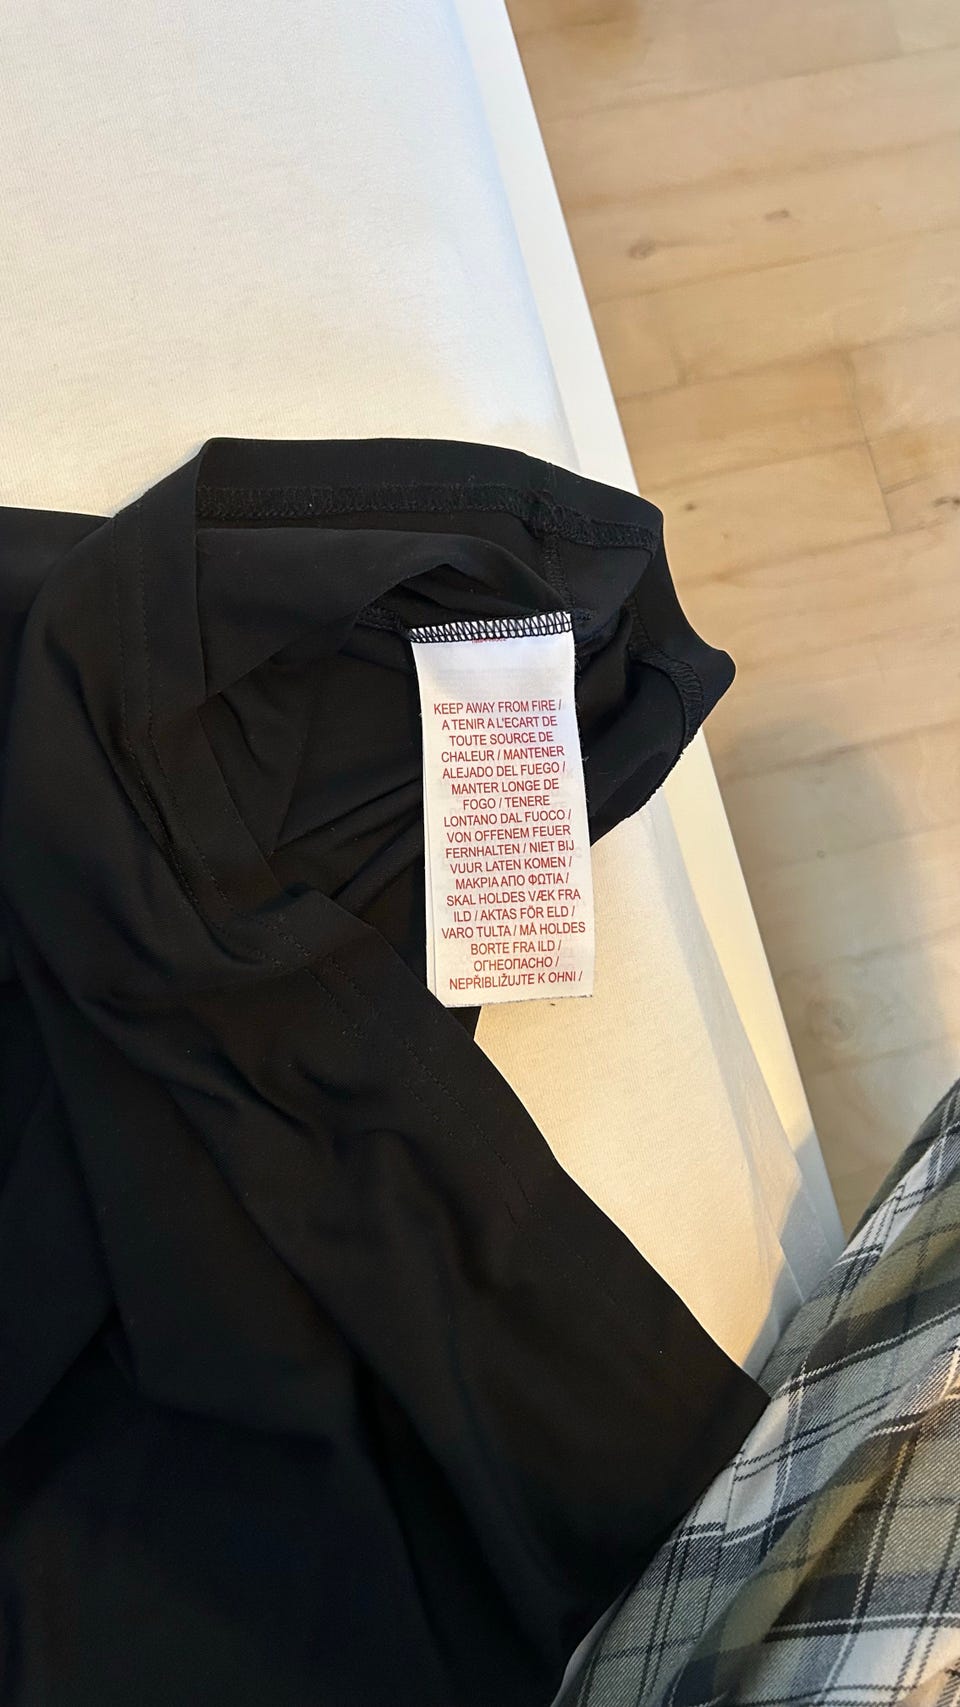 KEEP AWAY FROM FIRE /
A TENIR A L'ECART DE
TOUTE SOURCE DE
CHALEUR / MANTENER
ALEJADO DEL FUEGO /
MANTER LONGE DE
FOGO / TENERE
LONTANO DAL FUOCO /
VON OFFENEM FEUER
FERNHALTEN / NIET BIJ
VUUR LATEN KOMEN /
ΜΑΚΡΙΑ ΑΠΟ ΦΩΤΙΑ /
SKAL HOLDES VÆK FRA
ILD / AKTAS FÖR ELD /
VARO TULTA / MÅ HOLDES
BORTE FRA ILD /
ОГНЕОПАСНО /
NEPŘIBLIŽUJTE K OHNI /